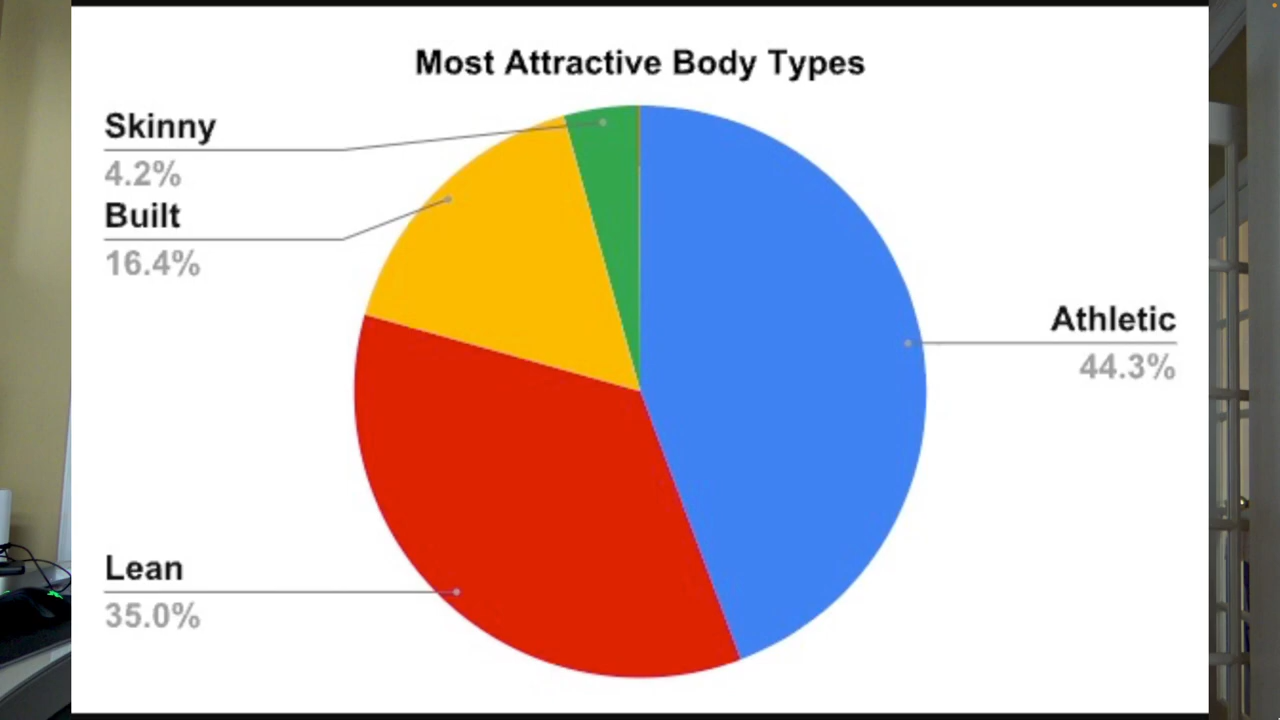 Most Attractive Body Types
Skinny
4.2%
Built
16.4%
Athletic
44.3%
Lean
35.0%